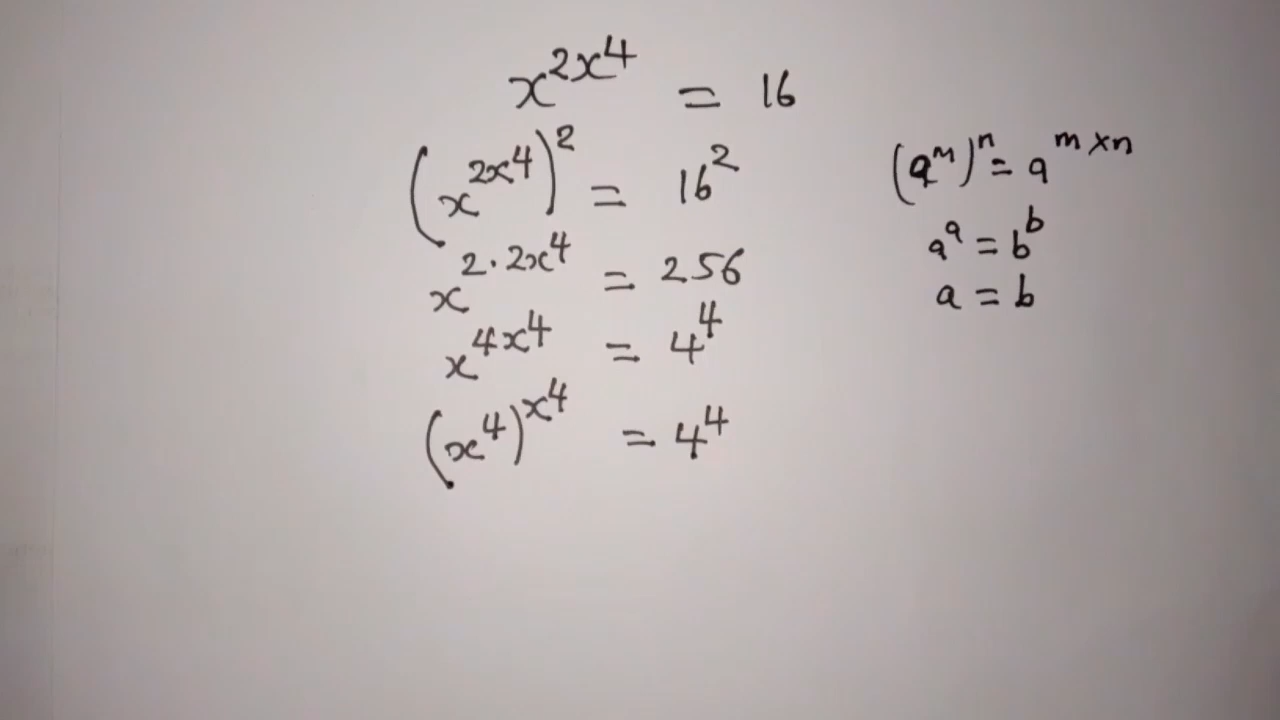 x^{2x^4} = 16
(x^{2x^4})^2 = 16^2
(a^m)^n = a^{m×n}
x^{2·2x^4} = 256
a^a = b^b
a = b
x^{4x^4} = 4^4
(x^4)^{x^4} = 4^4